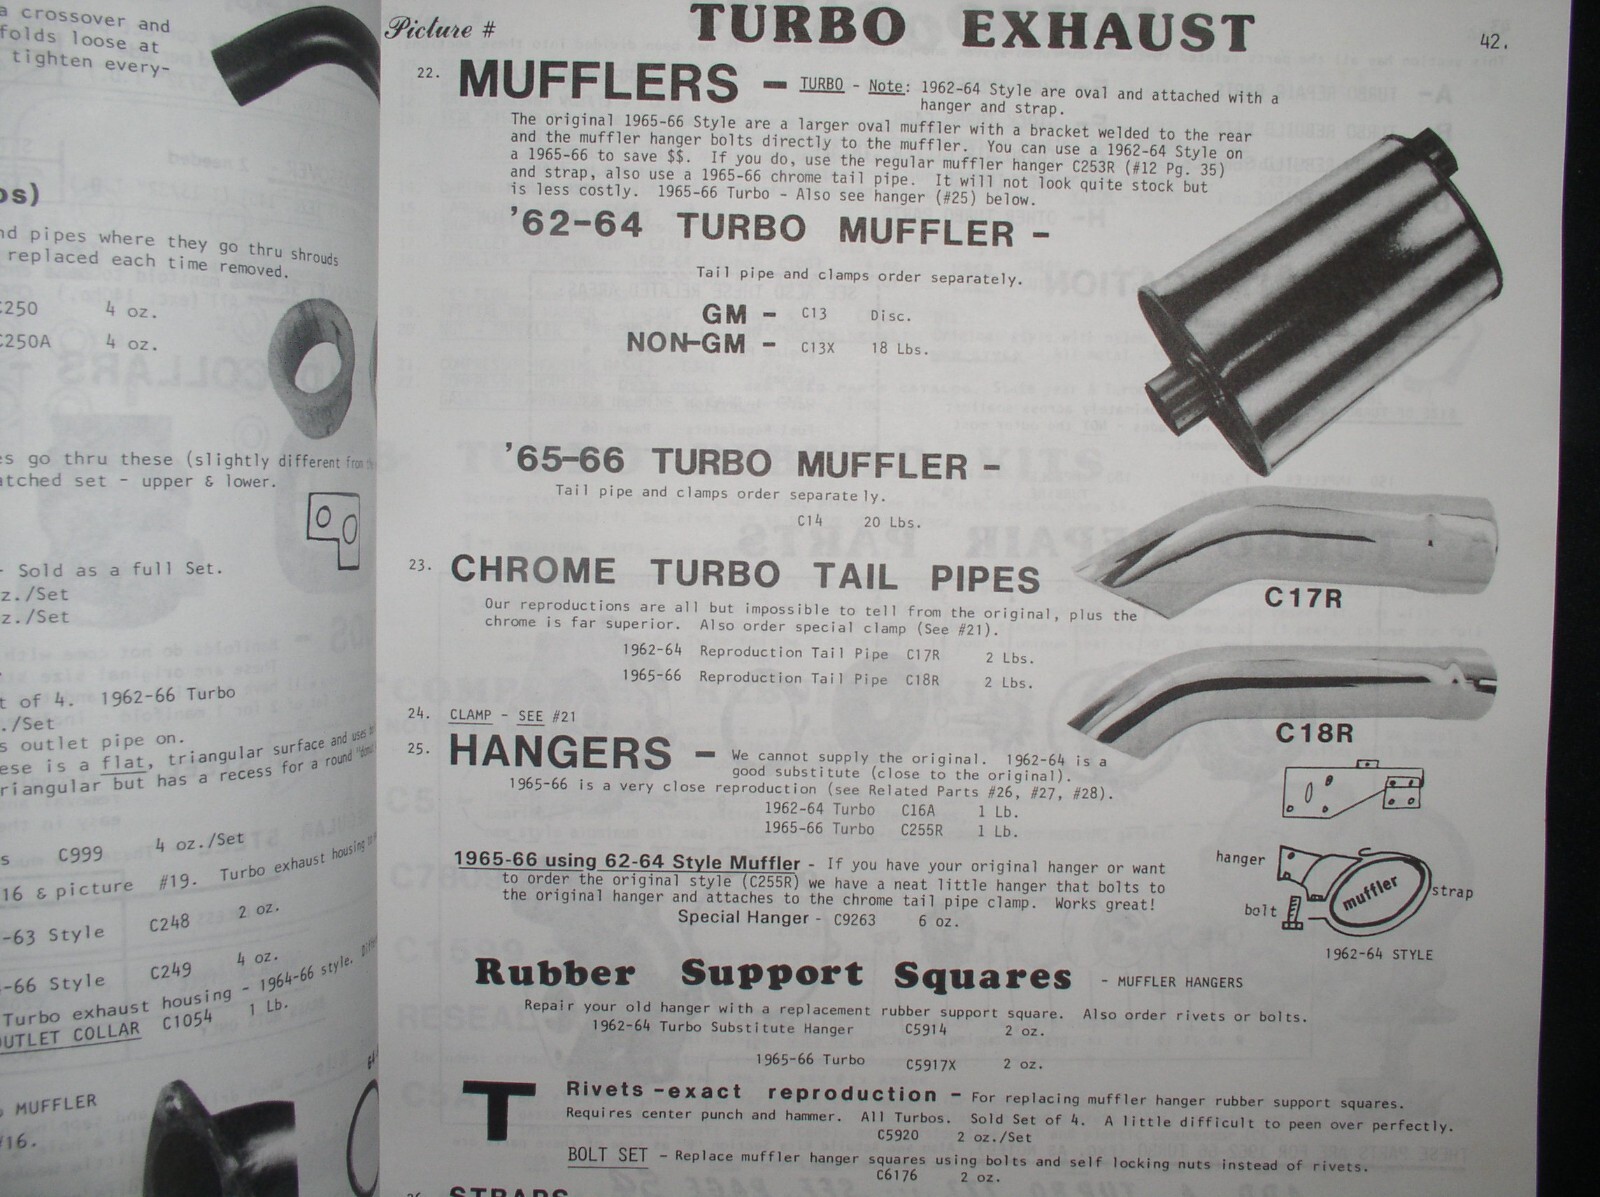 a crossover and
folds loose at
tighten every-
os)
nd pipes where they go thru shrouds
replaced each time removed.
C250 4 oz.
C250A 4 oz.
es go thru these (slightly different from
atched set - upper & lower.
- Sold as a full Set.
z./Set
z./Set
t of 4. 1962-66 Turbo
./Set
s outlet pipe on.
ese is a flat, triangular surface and uses
riangular but has a recess for a round "donut
s C999 4 oz./Set
16 & picture #19. Turbo exhaust housing
-63 Style C248 2 oz.
-66 Style C249 4 oz.
Turbo exhaust housing - 1964-66 style.
OUTLET COLLAR C1054 1 Lb.
MUFFLER
#16.
Picture # TURBO EXHAUST 42.
22. MUFFLERS - TURBO - Note: 1962-64 Style are oval and attached with a
hanger and strap.
The original 1965-66 Style are a larger oval muffler with a bracket welded to the rear
and the muffler hanger bolts directly to the muffler. You can use a 1962-64 Style on
a 1965-66 to save $$. If you do, use the regular muffler hanger C253R (#12 Pg. 35)
and strap, also use a 1965-66 chrome tail pipe. It will not look quite stock but
is less costly. 1965-66 Turbo - Also see hanger (#25) below.
'62-64 TURBO MUFFLER -
Tail pipe and clamps order separately.
GM - C13 Disc.
NON-GM - C13X 18 Lbs.
'65-66 TURBO MUFFLER -
Tail pipe and clamps order separately.
C14 20 Lbs.
23. CHROME TURBO TAIL PIPES
Our reproductions are all but impossible to tell from the original, plus the
chrome is far superior. Also order special clamp (See #21).
1962-64 Reproduction Tail Pipe C17R 2 Lbs.
1965-66 Reproduction Tail Pipe C18R 2 Lbs.
C17R
C18R
24. CLAMP - SEE #21
25. HANGERS - We cannot supply the original. 1962-64 is a
good substitute (close to the original).
1965-66 is a very close reproduction (see Related Parts #26, #27, #28).
1962-64 Turbo C16A 1 Lb.
1965-66 Turbo C255R 1 Lb.
1965-66 using 62-64 Style Muffler - If you have your original hanger or want
to order the original style (C255R) we have a neat little hanger that bolts to
the original hanger and attaches to the chrome tail pipe clamp. Works great!
Special Hanger - C9263 6 oz.
hanger
muffler
strap
bolt
1962-64 STYLE
Rubber Support Squares - MUFFLER HANGERS
Repair your old hanger with a replacement rubber support square. Also order rivets or bolts.
1962-64 Turbo Substitute Hanger C5914 2 oz.
1965-66 Turbo C5917X 2 oz.
T
Rivets -exact reproduction - For replacing muffler hanger rubber support squares.
Requires center punch and hammer. All Turbos. Sold Set of 4. A little difficult to peen over perfectly.
C5920 2 oz./Set
BOLT SET - Replace muffler hanger squares using bolts and self locking nuts instead of rivets.
C6176 2 oz.
STRAPS